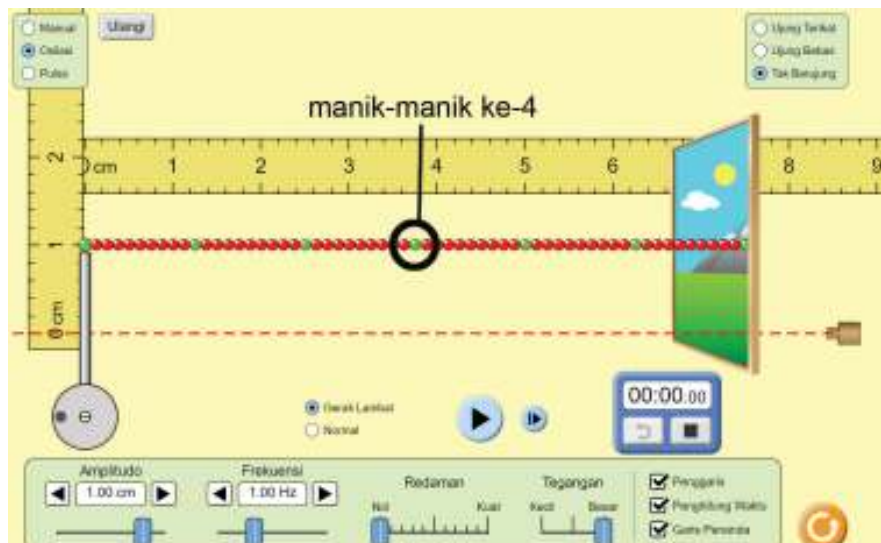 Manual
Osilasi
Pulsa
Ulangi
Ujung Terikat
Ujung Bebas
Tak Berujung
manik-manik ke-4
0 cm 1 2 3 4 5 6 8 9
2
1
0 cm
Gerak Lambat
Normal
00:00.00
Amplitudo
1.00 cm
Frekuensi
1.00 Hz
Redaman
Nol Kuat
Tegangan
Kecil Besar
Penggaris
Penghitung Waktu
Garis Penanda